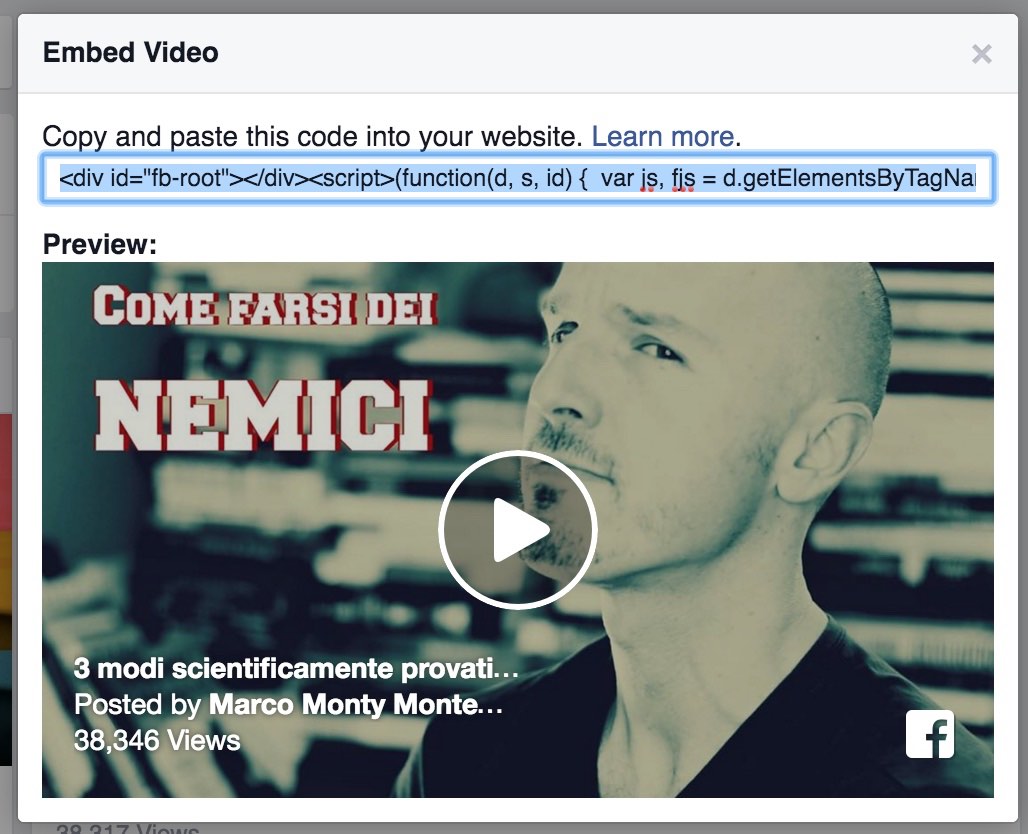 Embed Video
Copy and paste this code into your website. Learn more.
<div id="fb-root"></div><script>(function(d, s, id) {  var js, fjs = d.getElementsByTagNa
Preview:
COME FARSI DEI
NEMICI
3 modi scientificamente provati...
Posted by Marco Monty Monte...
38,346 Views
38,317 Views